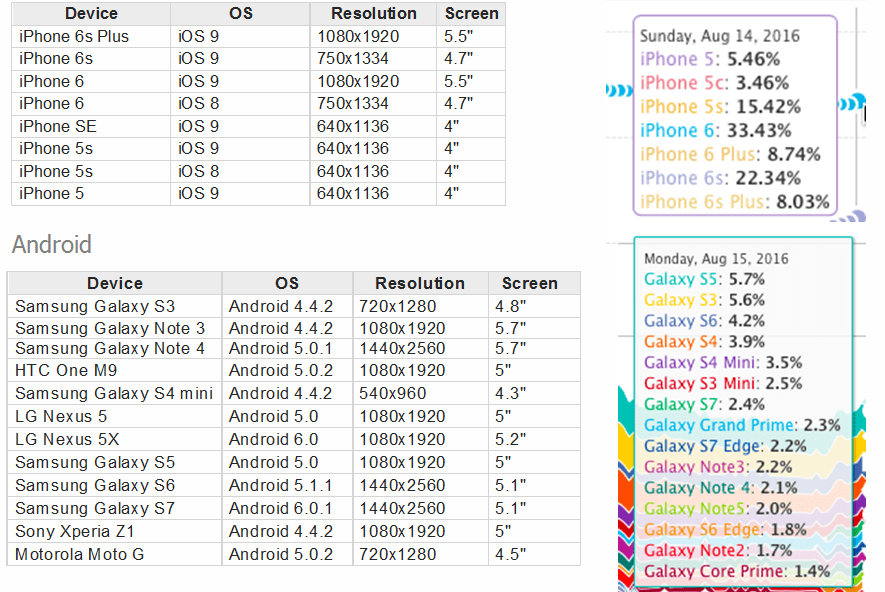 Device OS Resolution Screen
iPhone 6s Plus iOS 9 1080x1920 5.5"
iPhone 6s iOS 9 750x1334 4.7"
iPhone 6 iOS 9 1080x1920 5.5"
iPhone 6 iOS 8 750x1334 4.7"
iPhone SE iOS 9 640x1136 4"
iPhone 5s iOS 9 640x1136 4"
iPhone 5s iOS 8 640x1136 4"
iPhone 5 iOS 9 640x1136 4"
Android
Device OS Resolution Screen
Samsung Galaxy S3 Android 4.4.2 720x1280 4.8"
Samsung Galaxy Note 3 Android 4.4.2 1080x1920 5.7"
Samsung Galaxy Note 4 Android 5.0.1 1440x2560 5.7"
HTC One M9 Android 5.0.2 1080x1920 5"
Samsung Galaxy S4 mini Android 4.4.2 540x960 4.3"
LG Nexus 5 Android 5.0 1080x1920 5"
LG Nexus 5X Android 6.0 1080x1920 5.2"
Samsung Galaxy S5 Android 5.0 1080x1920 5"
Samsung Galaxy S6 Android 5.1.1 1440x2560 5.1"
Samsung Galaxy S7 Android 6.0.1 1440x2560 5.1"
Sony Xperia Z1 Android 4.4.2 1080x1920 5"
Motorola Moto G Android 5.0.2 720x1280 4.5"
Sunday, Aug 14, 2016
iPhone 5: 5.46%
iPhone 5c: 3.46%
iPhone 5s: 15.42%
iPhone 6: 33.43%
iPhone 6 Plus: 8.74%
iPhone 6s: 22.34%
iPhone 6s Plus: 8.03%
Monday, Aug 15, 2016
Galaxy S5: 5.7%
Galaxy S3: 5.6%
Galaxy S6: 4.2%
Galaxy S4: 3.9%
Galaxy S4 Mini: 3.5%
Galaxy S3 Mini: 2.5%
Galaxy S7: 2.4%
Galaxy Grand Prime: 2.3%
Galaxy S7 Edge: 2.2%
Galaxy Note3: 2.2%
Galaxy Note 4: 2.1%
Galaxy Note5: 2.0%
Galaxy S6 Edge: 1.8%
Galaxy Note2: 1.7%
Galaxy Core Prime: 1.4%